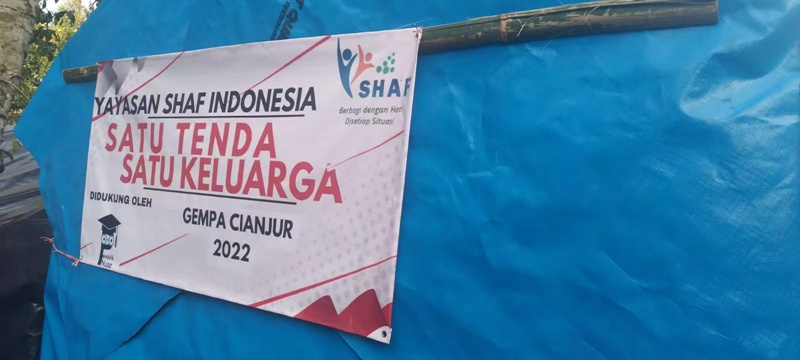 YAYASAN SHAF INDONESIA
SHAF
Berbagi dengan Hati
Disetiap Situasi
SATU TENDA
SATU KELUARGA
DIDUKUNG OLEH
GEMPA CIANJUR
2022